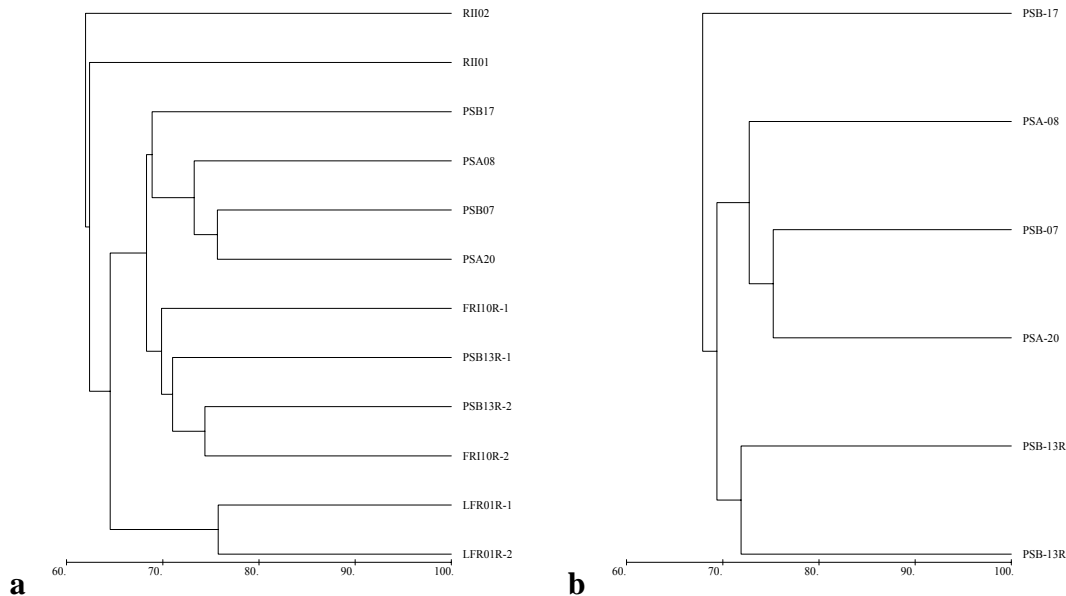 RII02
RII01
PSB17
PSA08
PSB07
PSA20
FRI10R-1
PSB13R-1
PSB13R-2
FRI10R-2
LFR01R-1
LFR01R-2
60. 70. 80. 90. 100.
a
PSB-17
PSA-08
PSB-07
PSA-20
PSB-13R
PSB-13R
60. 70. 80. 90. 100.
b